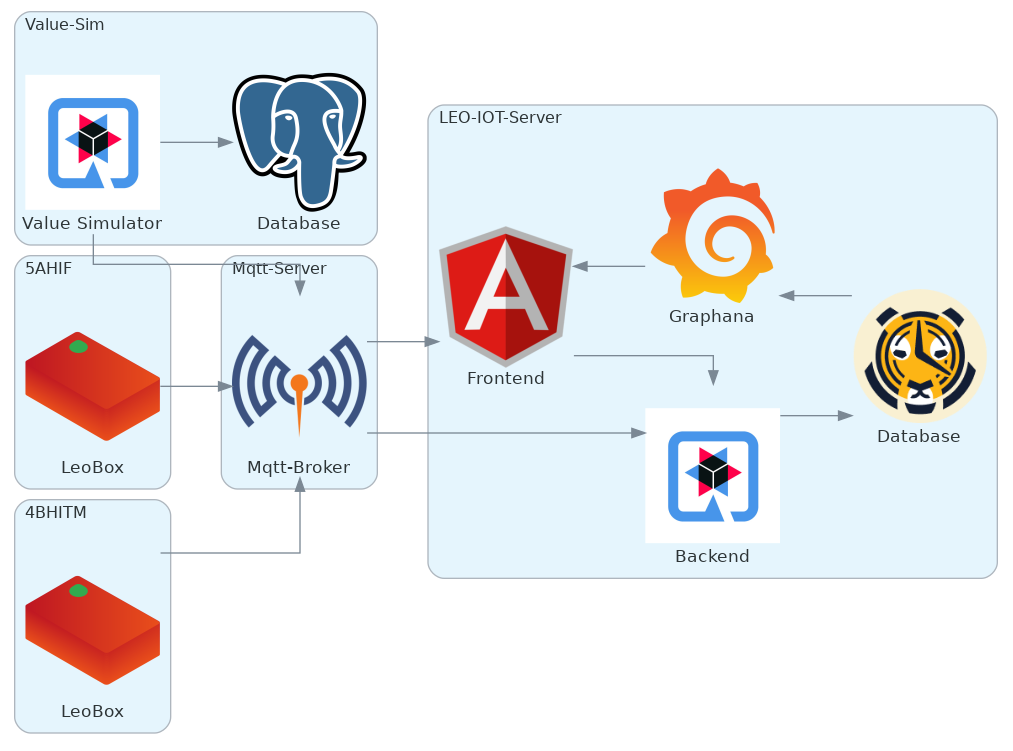 Value-Sim
Value Simulator
Database
5AHIF
LeoBox
Mqtt-Server
Mqtt-Broker
4BHITM
LeoBox
LEO-IOT-Server
Frontend
Graphana
Database
Backend